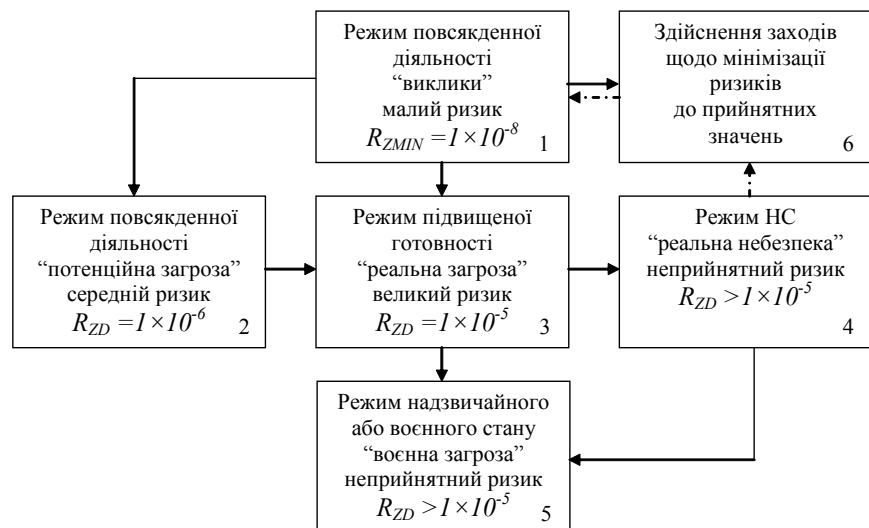 Режим повсякденної
діяльності
“виклики”
малий ризик
R_ZMIN =1×10⁻⁸
1
Здійснення заходів
щодо мінімізації
ризиків
до прийнятних
значень
6
Режим повсякденної
діяльності
“потенційна загроза”
середній ризик
R_ZD =1×10⁻⁶
2
Режим підвищеної
готовності
“реальна загроза”
великий ризик
R_ZD =1×10⁻⁵
3
Режим НС
“реальна небезпека”
неприйнятний ризик
R_ZD >1×10⁻⁵
4
Режим надзвичайного
або воєнного стану
“воєнна загроза”
неприйнятний ризик
R_ZD >1×10⁻⁵
5